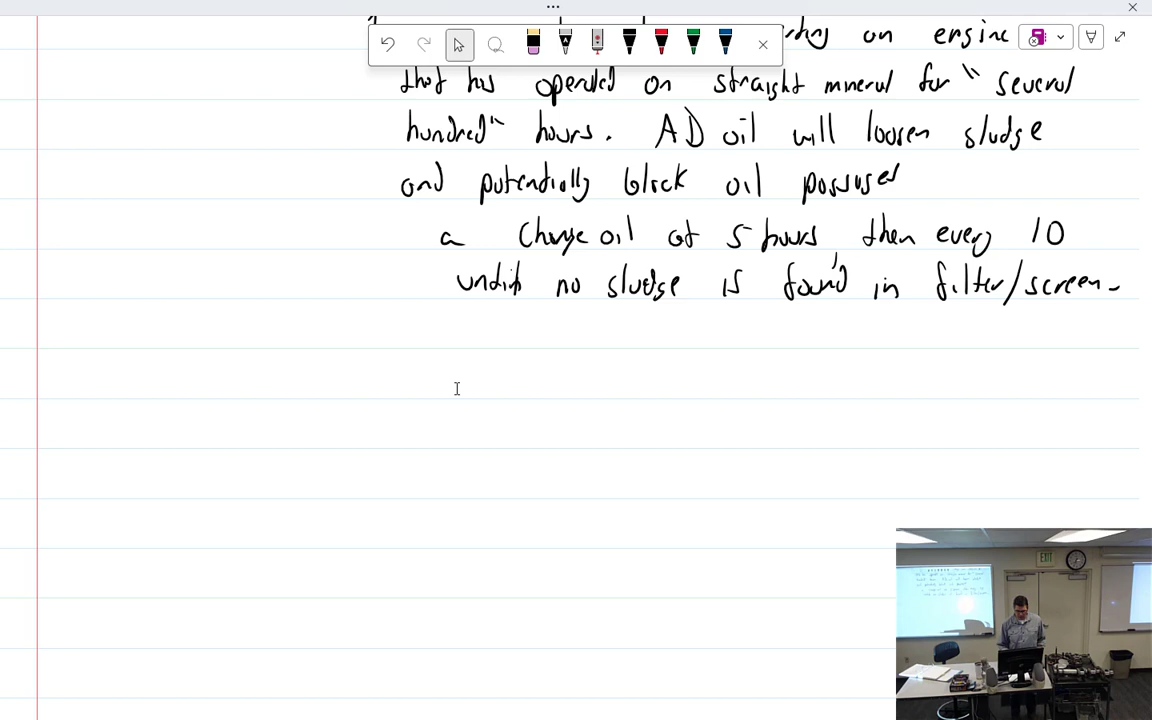 on engine
that has operated on straight mineral for "several
hundred" hours. AD oil will loosen sludge
and potentially block oil passages
a change oil at 5 hours, then every 10
until no sludge is found in filter/screen.
EXIT